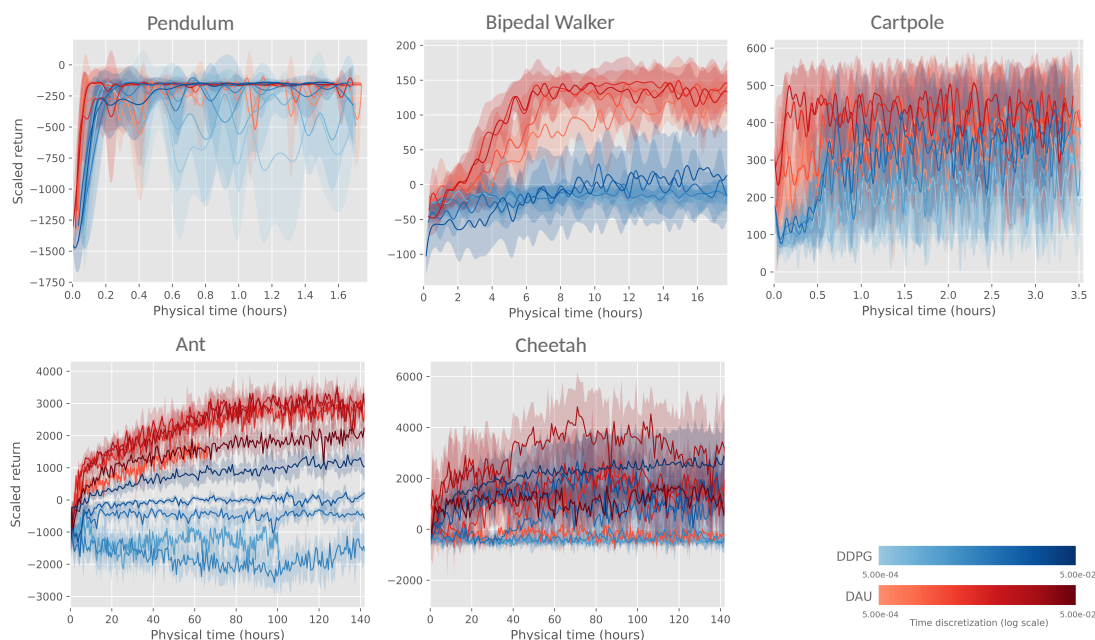 Pendulum
Bipedal Walker
Cartpole
Scaled return
0
−250
−500
−750
−1000
−1250
−1500
−1750
0.0 0.2 0.4 0.6 0.8 1.0 1.2 1.4 1.6
Physical time (hours)
200
150
100
50
0
−50
−100
0 2 4 6 8 10 12 14 16
Physical time (hours)
600
500
400
300
200
100
0
0.0 0.5 1.0 1.5 2.0 2.5 3.0 3.5
Physical time (hours)
Ant
Cheetah
Scaled return
4000
3000
2000
1000
0
−1000
−2000
−3000
0 20 40 60 80 100 120 140
Physical time (hours)
6000
4000
2000
0
−2000
0 20 40 60 80 100 120 140
Physical time (hours)
DDPG
5.00e-04 5.00e-02
DAU
5.00e-04 5.00e-02
Time discretization (log scale)